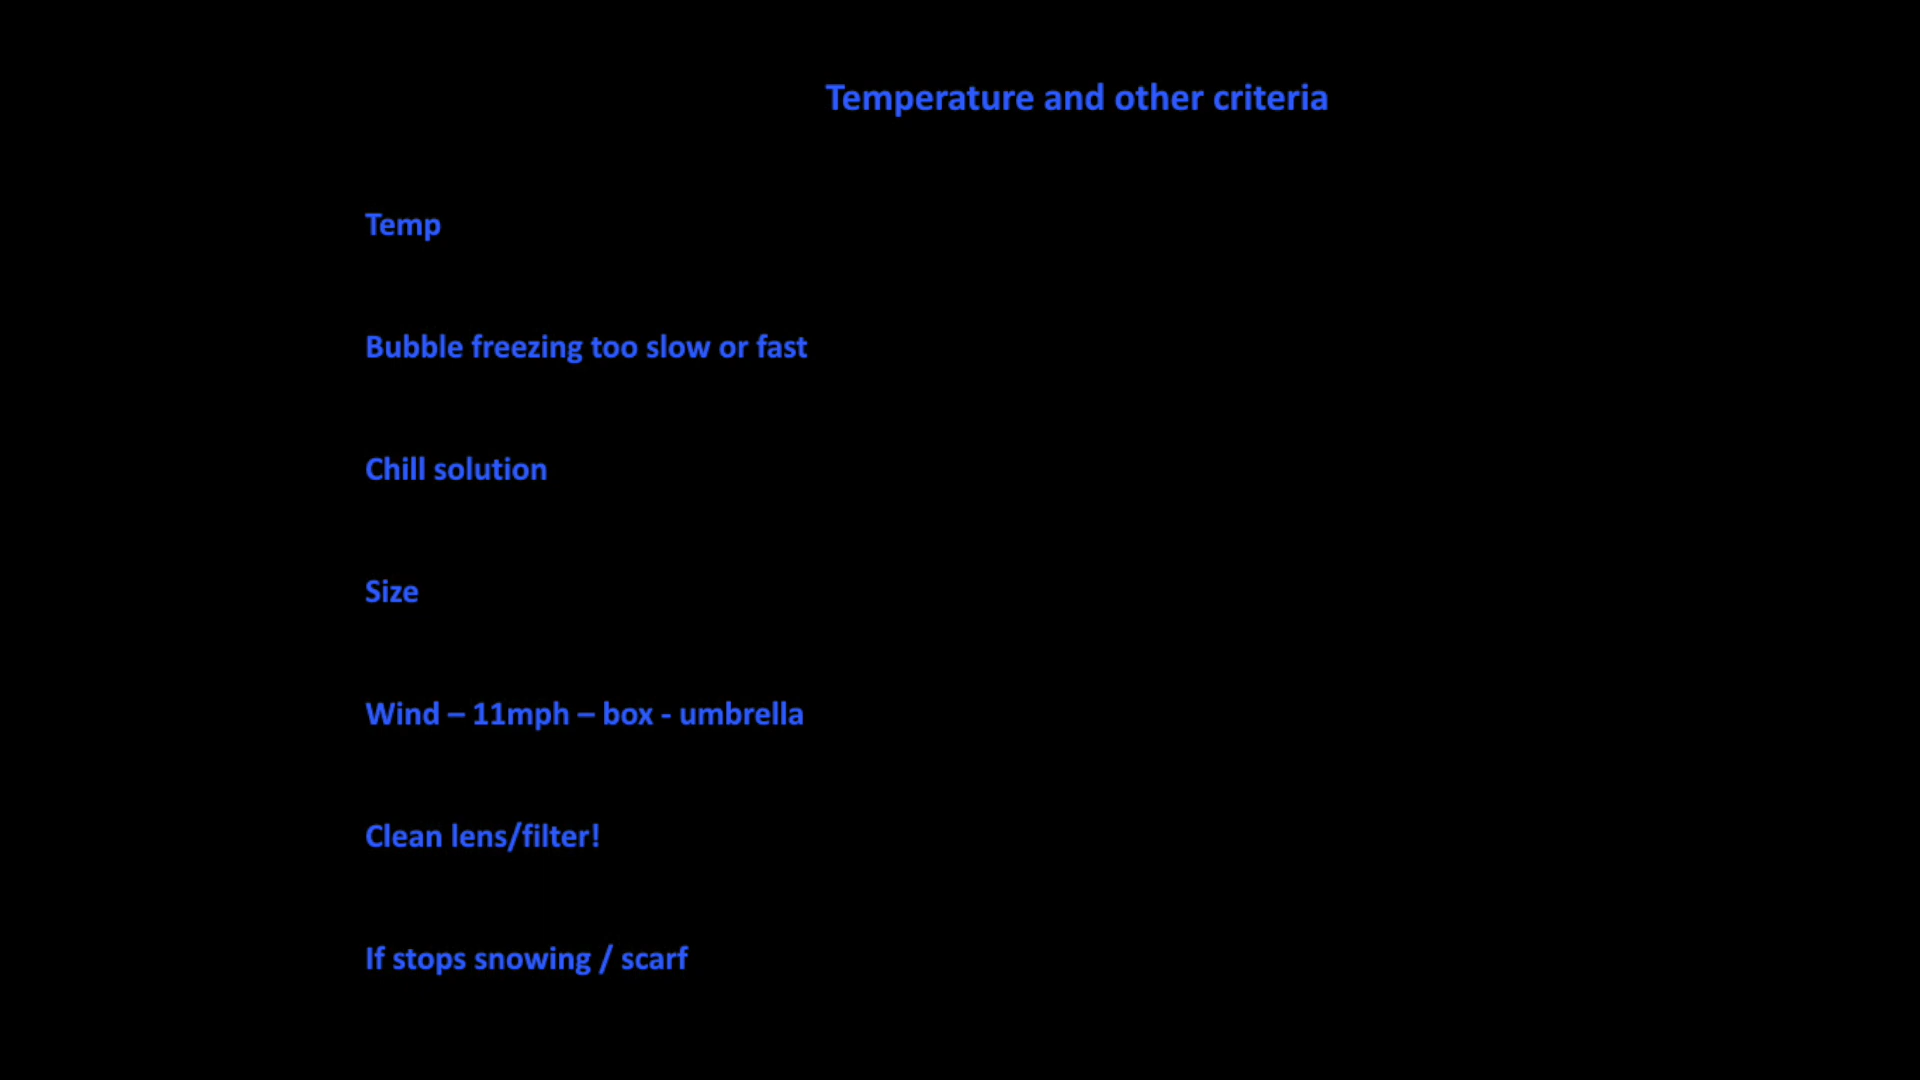 Temperature and other criteria
Temp
Bubble freezing too slow or fast
Chill solution
Size
Wind – 11mph – box - umbrella
Clean lens/filter!
If stops snowing / scarf